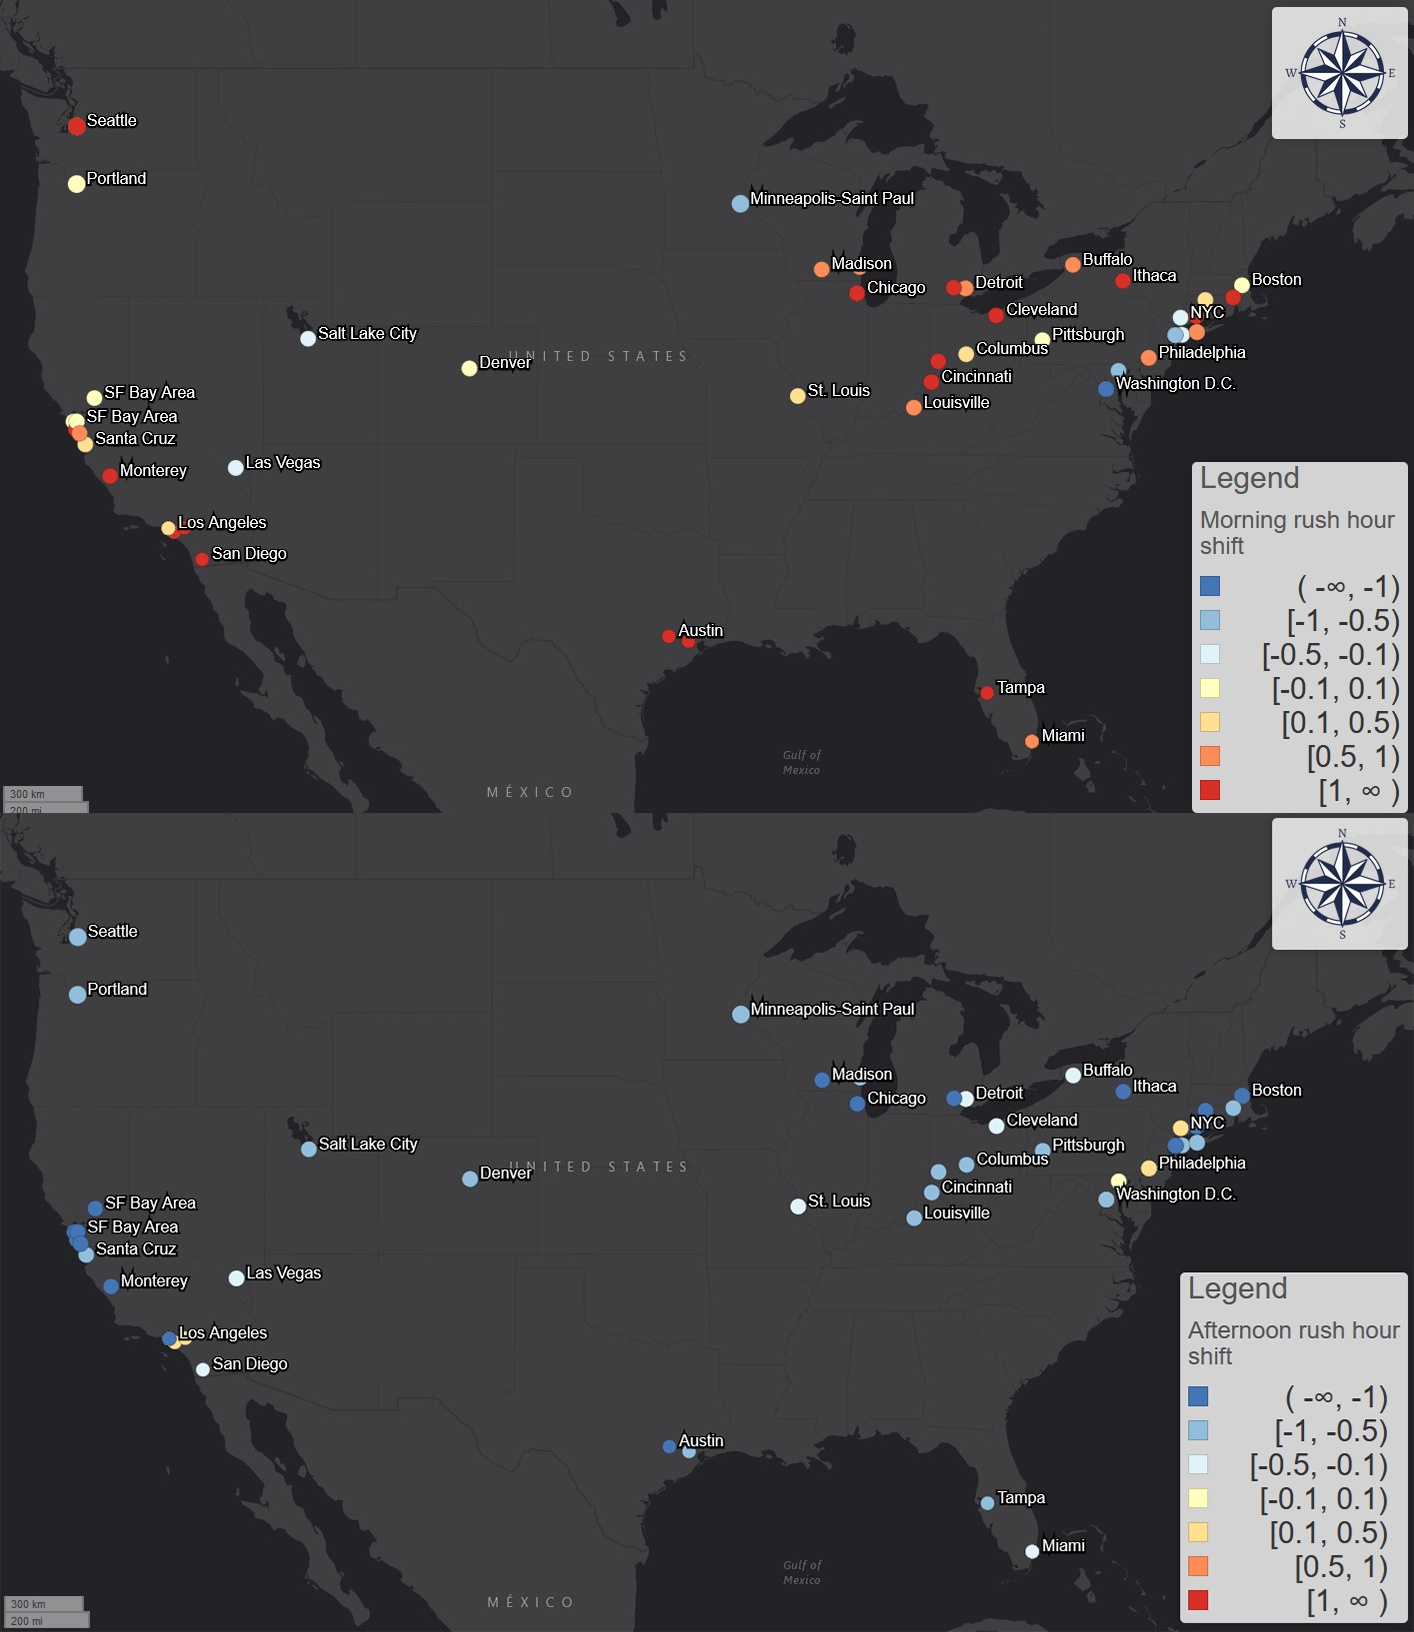 N
W
E
S
Seattle
Portland
Minneapolis-Saint Paul
Madison
Chicago
Detroit
Buffalo
Ithaca
Boston
Cleveland
NYC
Salt Lake City
Pittsburgh
Columbus
Philadelphia
UNITED STATES
Denver
Cincinnati
Washington D.C.
SF Bay Area
St. Louis
Louisville
SF Bay Area
Santa Cruz
Monterey
Las Vegas
Los Angeles
San Diego
Austin
Tampa
Miami
Gulf of
Mexico
MÉXICO
300 km
200 mi
Legend
Morning rush hour
shift
( -∞, -1)
[-1, -0.5)
[-0.5, -0.1)
[-0.1, 0.1)
[0.1, 0.5)
[0.5, 1)
[1, ∞ )
N
W
E
S
Seattle
Portland
Minneapolis-Saint Paul
Madison
Chicago
Detroit
Buffalo
Ithaca
Boston
Cleveland
NYC
Salt Lake City
Pittsburgh
Columbus
Philadelphia
UNITED STATES
Denver
Cincinnati
Washington D.C.
SF Bay Area
St. Louis
Louisville
SF Bay Area
Santa Cruz
Monterey
Las Vegas
Los Angeles
San Diego
Austin
Tampa
Miami
Gulf of
Mexico
MÉXICO
300 km
200 mi
Legend
Afternoon rush hour
shift
( -∞, -1)
[-1, -0.5)
[-0.5, -0.1)
[-0.1, 0.1)
[0.1, 0.5)
[0.5, 1)
[1, ∞ )